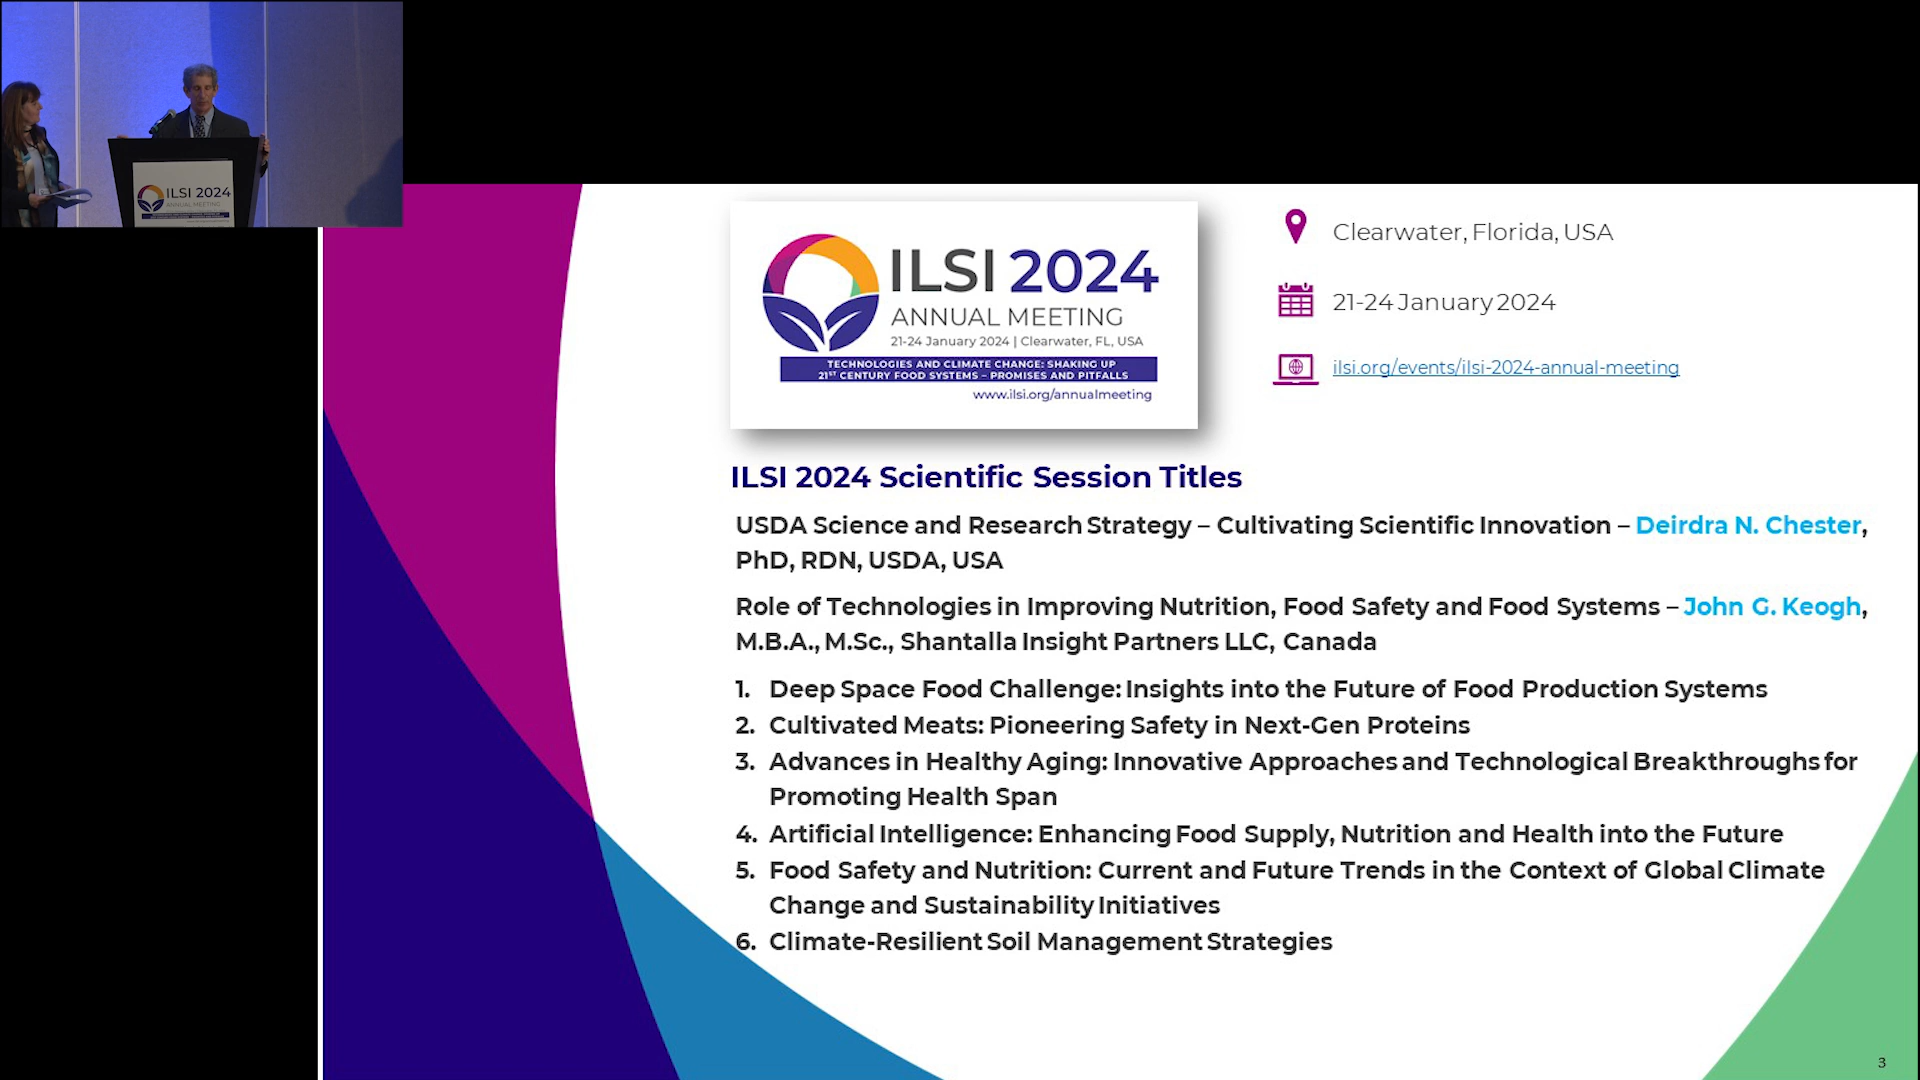 ILSI 2024
ANNUAL MEETING
ILSI 2024
ANNUAL MEETING
21-24 January 2024 | Clearwater, FL, USA
TECHNOLOGIES AND CLIMATE CHANGE: SHAKING UP
21ST CENTURY FOOD SYSTEMS – PROMISES AND PITFALLS
www.ilsi.org/annualmeeting
Clearwater, Florida, USA
21-24 January 2024
ilsi.org/events/ilsi-2024-annual-meeting
ILSI 2024 Scientific Session Titles
USDA Science and Research Strategy – Cultivating Scientific Innovation – Deirdra N. Chester,
PhD, RDN, USDA, USA
Role of Technologies in Improving Nutrition, Food Safety and Food Systems – John G. Keogh,
M.B.A., M.Sc., Shantalla Insight Partners LLC, Canada
1. Deep Space Food Challenge: Insights into the Future of Food Production Systems
2. Cultivated Meats: Pioneering Safety in Next-Gen Proteins
3. Advances in Healthy Aging: Innovative Approaches and Technological Breakthroughs for
Promoting Health Span
4. Artificial Intelligence: Enhancing Food Supply, Nutrition and Health into the Future
5. Food Safety and Nutrition: Current and Future Trends in the Context of Global Climate
Change and Sustainability Initiatives
6. Climate-Resilient Soil Management Strategies
3